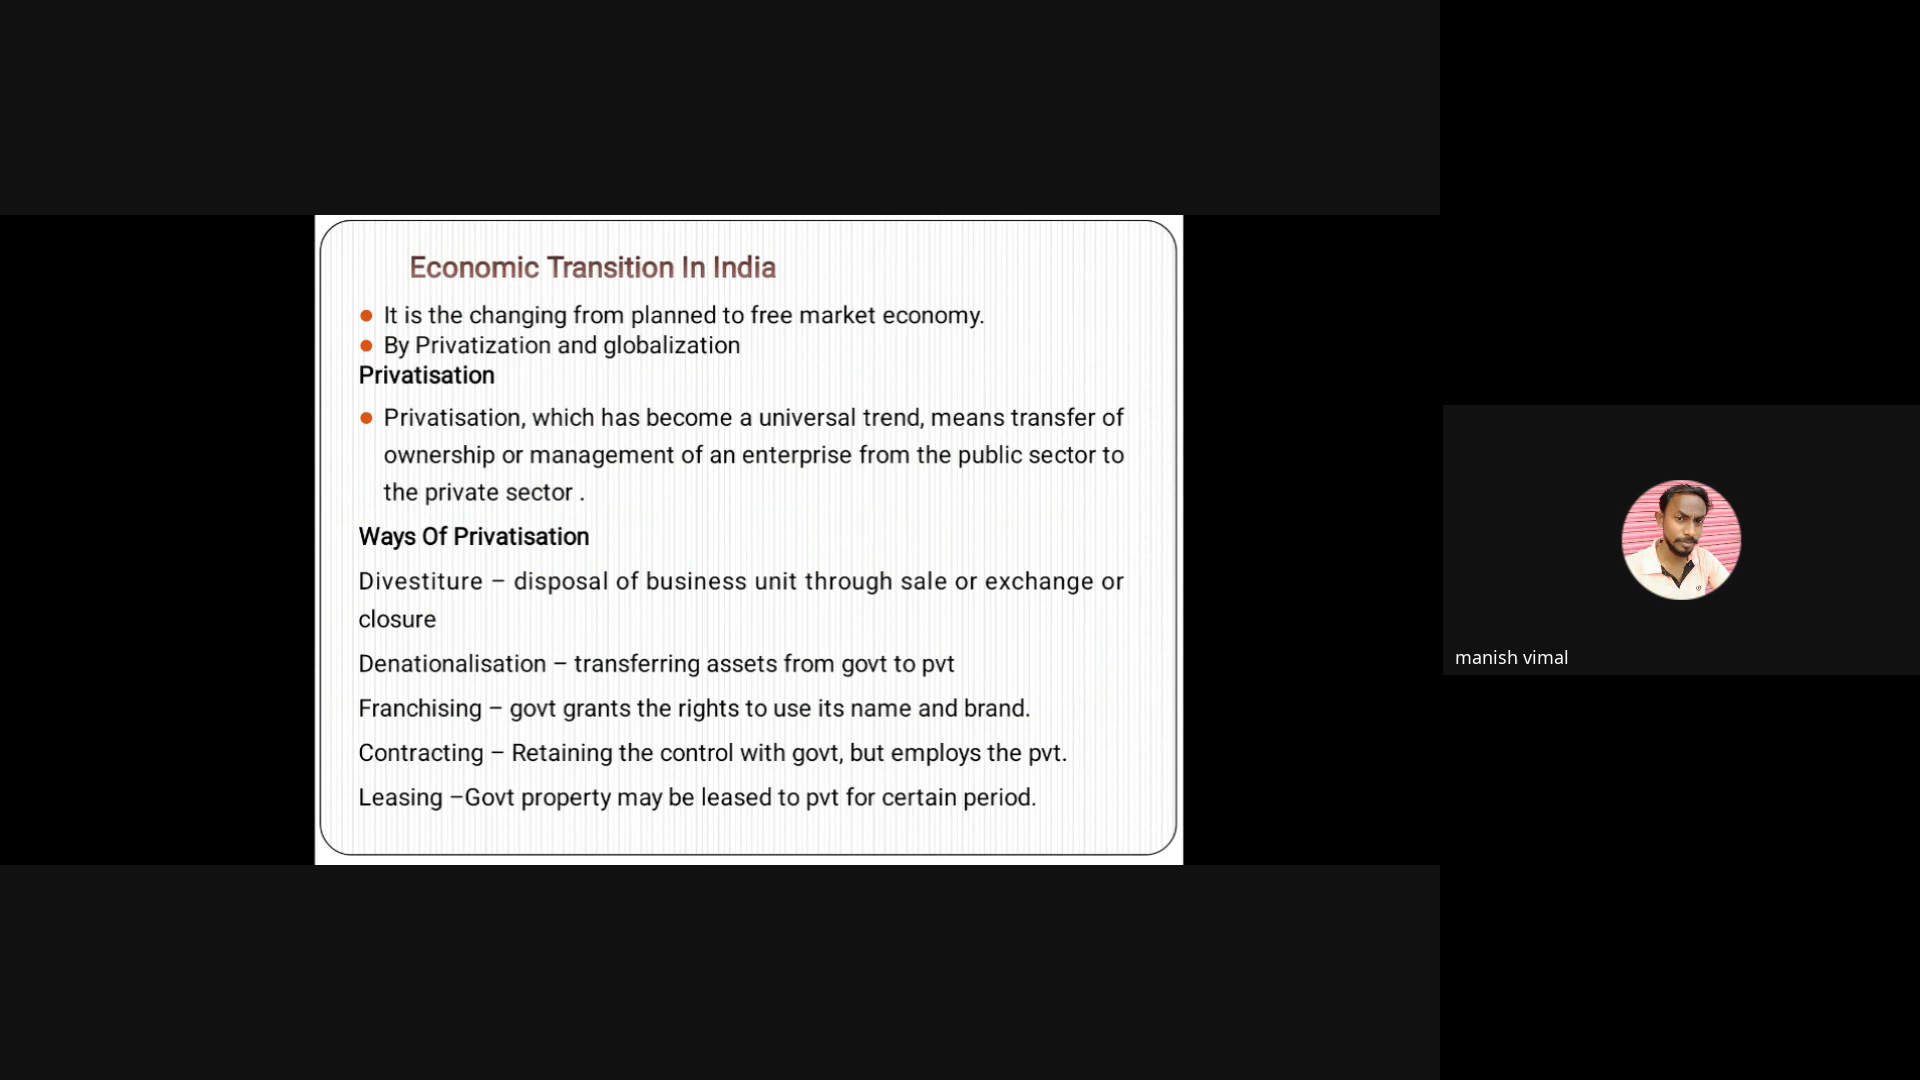 Economic Transition In India
It is the changing from planned to free market economy.
By Privatization and globalization
Privatisation
Privatisation, which has become a universal trend, means transfer of
ownership or management of an enterprise from the public sector to
the private sector .
Ways Of Privatisation
Divestiture – disposal of business unit through sale or exchange or
closure
Denationalisation – transferring assets from govt to pvt
Franchising – govt grants the rights to use its name and brand.
Contracting – Retaining the control with govt, but employs the pvt.
Leasing –Govt property may be leased to pvt for certain period.
manish vimal